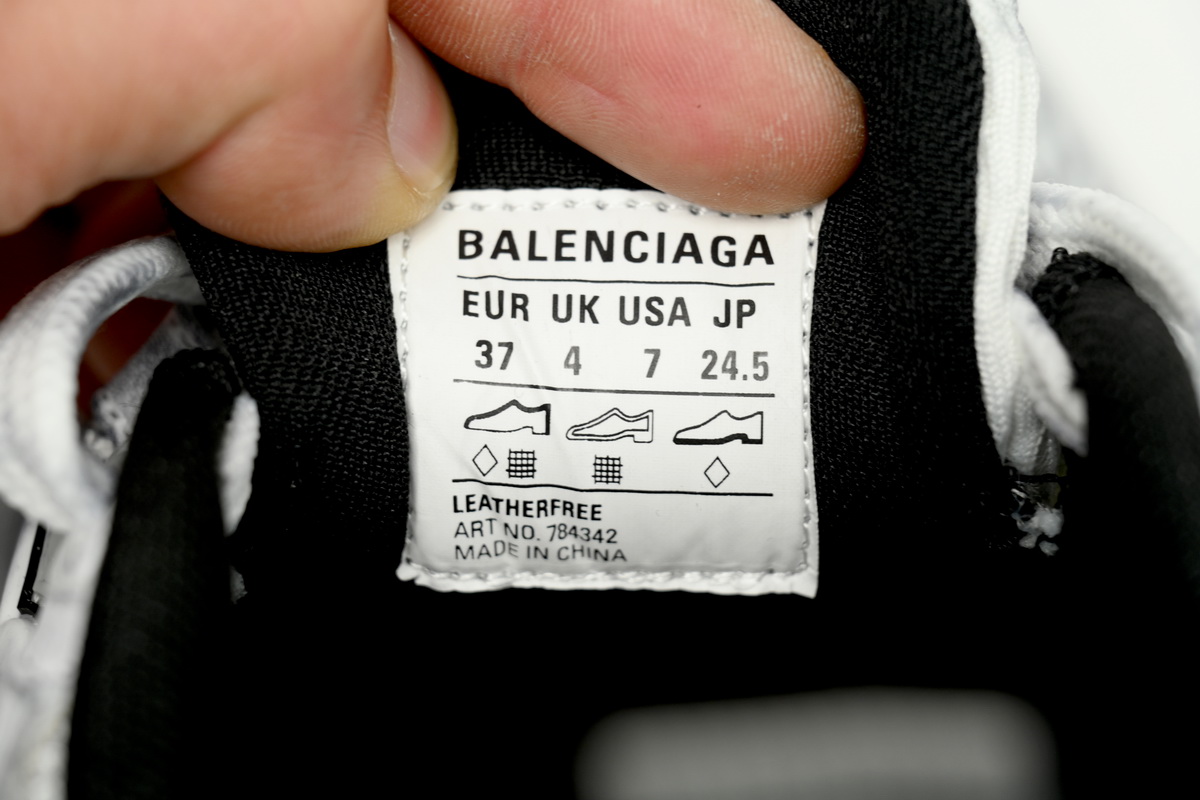 BALENCIAGA
EUR UK USA JP
37 4 7 24.5
LEATHERFREE
ART NO. 784342
MADE IN CHINA